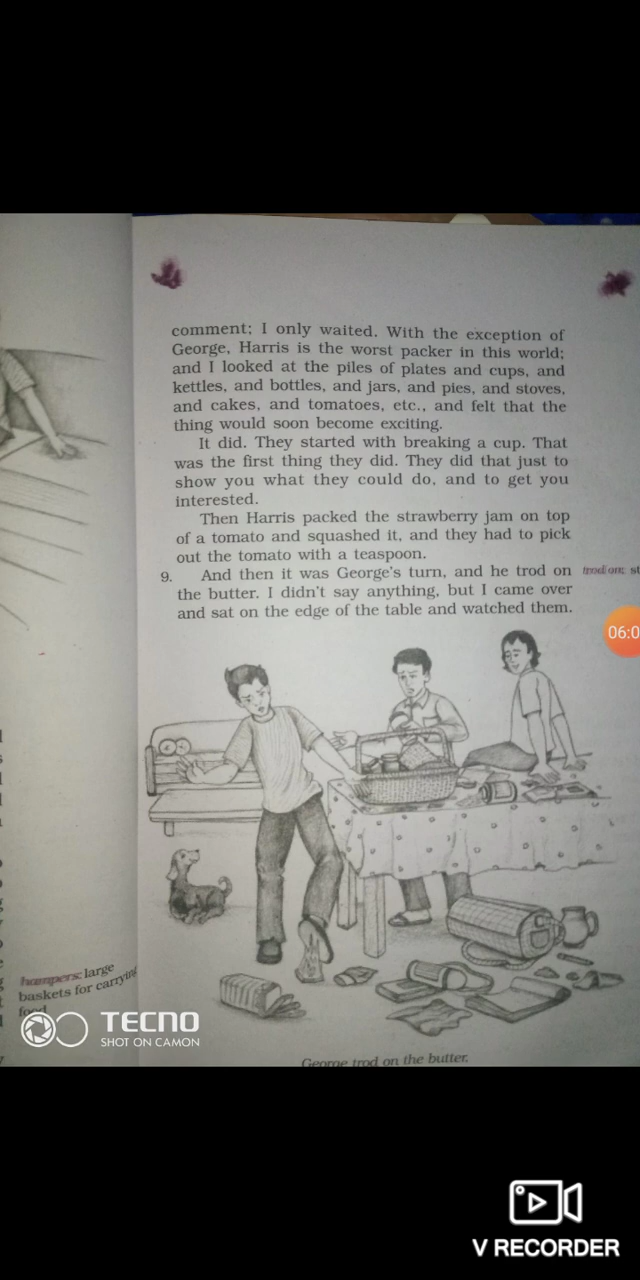 comment; I only waited. With the exception of
George, Harris is the worst packer in this world;
and I looked at the piles of plates and cups, and
kettles, and bottles, and jars, and pies, and stoves,
and cakes, and tomatoes, etc., and felt that the
thing would soon become exciting.
It did. They started with breaking a cup. That
was the first thing they did. They did that just to
show you what they could do, and to get you
interested.
Then Harris packed the strawberry jam on top
of a tomato and squashed it, and they had to pick
out the tomato with a teaspoon.
9. And then it was George's turn, and he trod on
the butter. I didn't say anything, but I came over
and sat on the edge of the table and watched them.
trod on: st
06:0
hampers: large
baskets for carrying
food
TECNO
SHOT ON CAMON
George trod on the butter.
V RECORDER